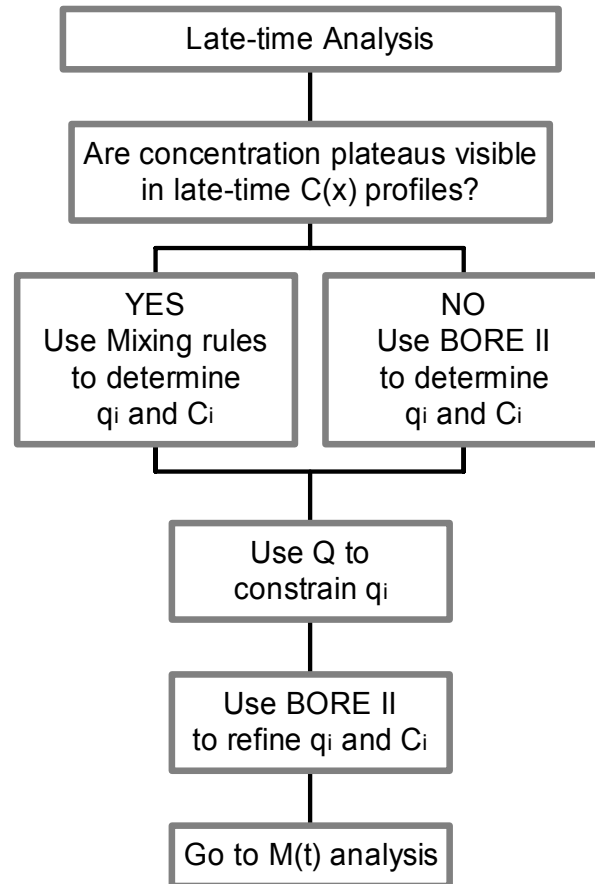 Late-time Analysis
Are concentration plateaus visible
in late-time C(x) profiles?
YES
Use Mixing rules
to determine
qi and Ci
NO
Use BORE II
to determine
qi and Ci
Use Q to
constrain qi
Use BORE II
to refine qi and Ci
Go to M(t) analysis